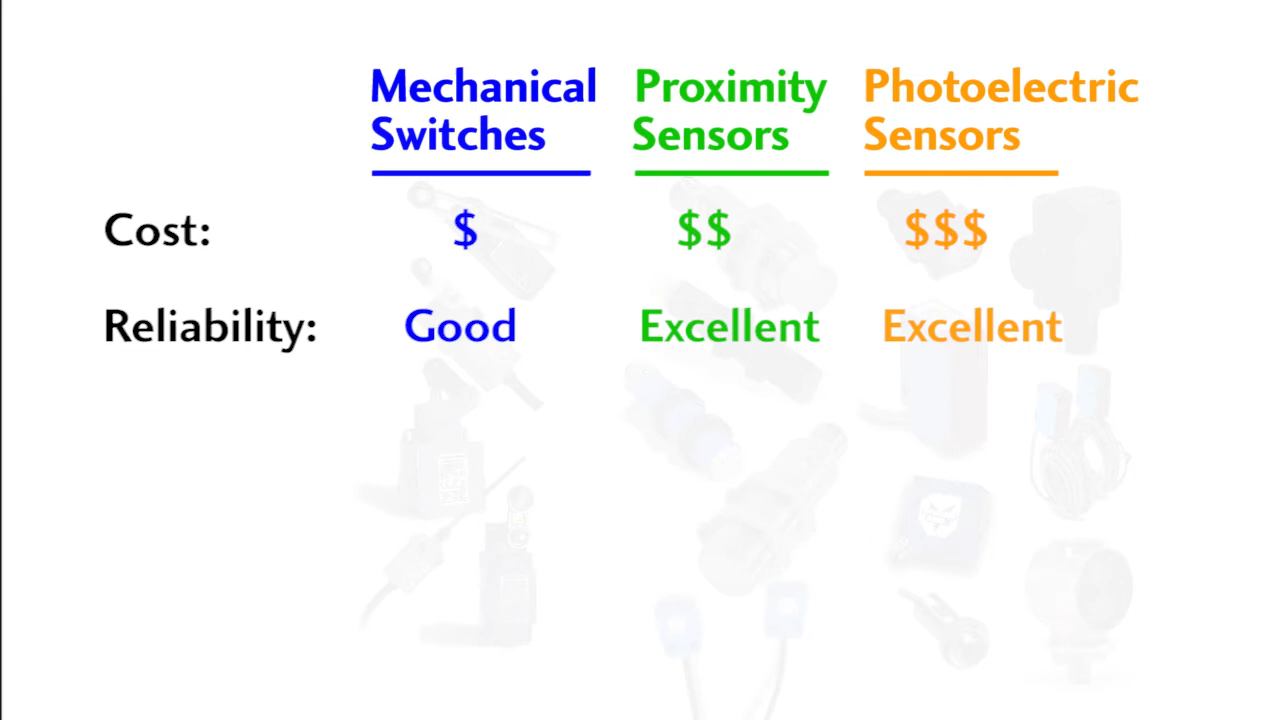 Mechanical Switches
Proximity Sensors
Photoelectric Sensors
Cost: $ $$ $$$
Reliability: Good Excellent Excellent